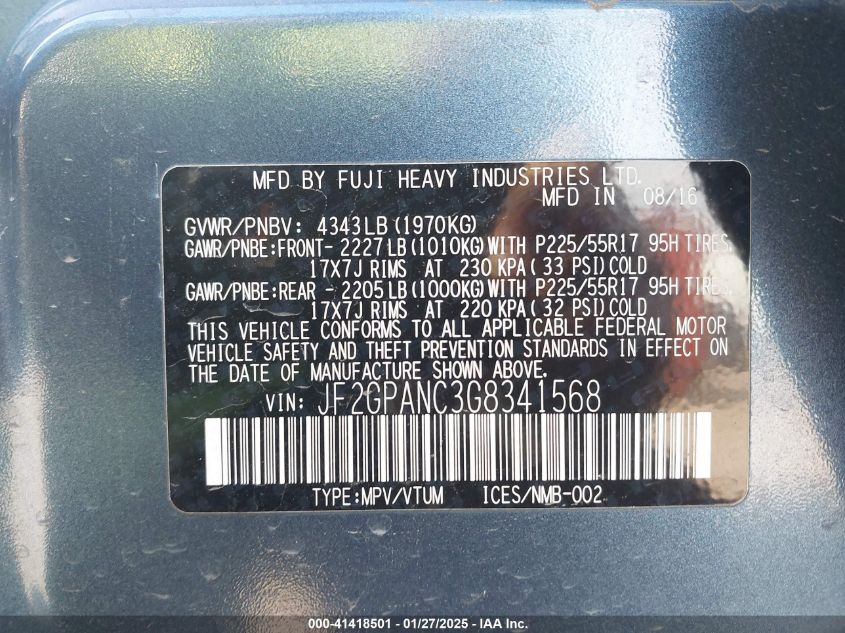 MFD BY FUJI HEAVY INDUSTRIES LTD.
MFD IN 08/16
GVWR/PNBV: 4343LB (1970KG)
GAWR/PNBE:FRONT- 2227LB (1010KG)WITH P225/55R17 95H TIRES,
17X7J RIMS AT 230 KPA ( 33 PSI) COLD
GAWR/PNBE:REAR - 2205LB (1000KG)WITH P225/55R17 95H TIRES,
17X7J RIMS AT 220 KPA ( 32 PSI) COLD
THIS VEHICLE CONFORMS TO ALL APPLICABLE FEDERAL MOTOR
VEHICLE SAFETY AND THEFT PREVENTION STANDARDS IN EFFECT ON
THE DATE OF MANUFACTURE SHOWN ABOVE.
VIN: JF2GPANC3G8341568
TYPE:MPV/VTUM ICES/NMB-002
000-41418501 - 01/27/2025 - IAA Inc.